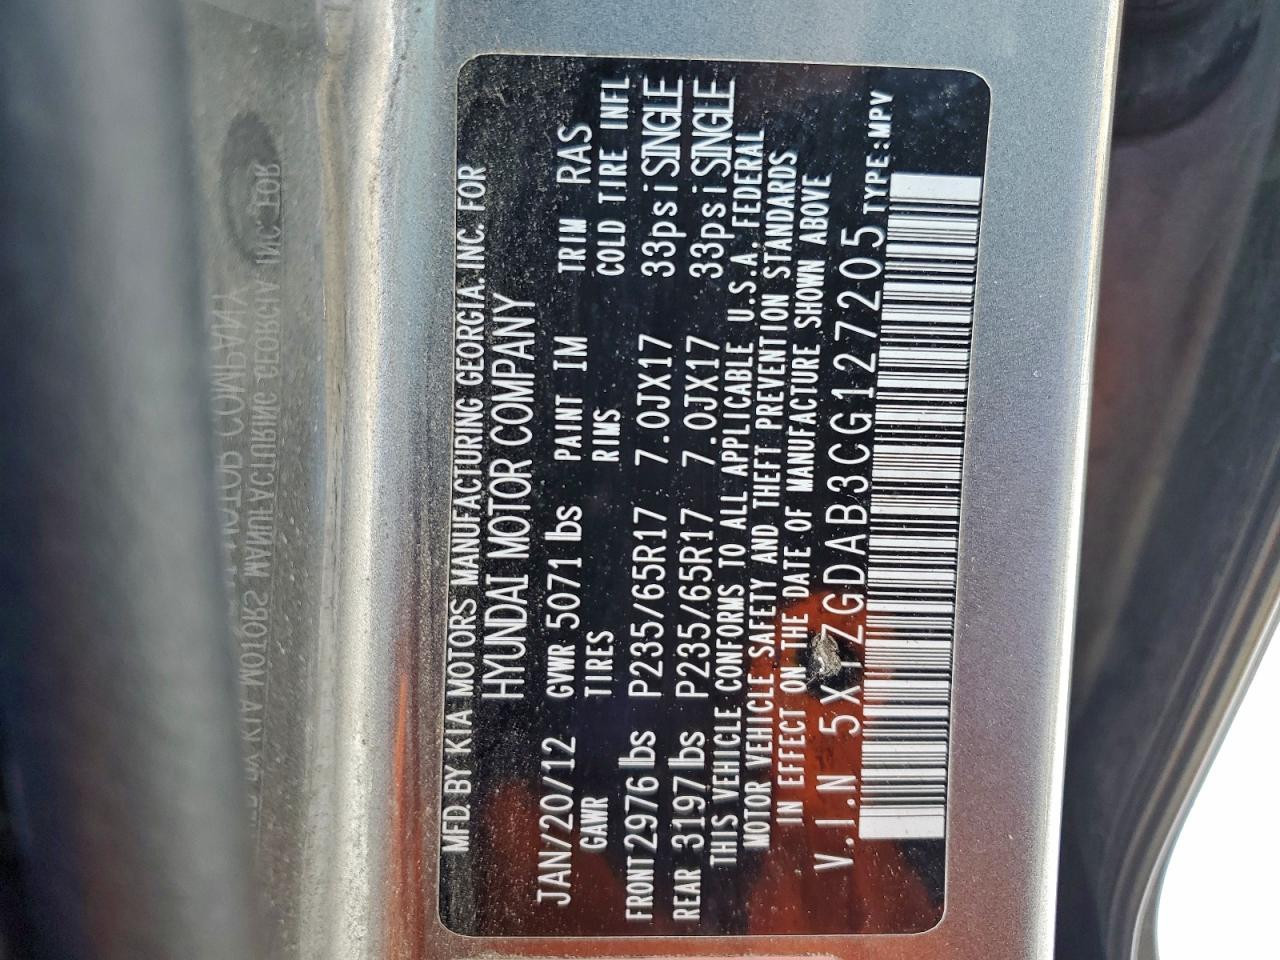 MFD. BY KIA MOTORS MANUFACTURING GEORGIA. INC. FOR
HYUNDAI MOTOR COMPANY
JAN/20/12 GVWR 5071 lbs PAINT IM TRIM RAS
GAWR TIRES RIMS COLD TIRE INFL
FRONT 2976 lbs P235/65R17 7.0JX17 33psi SINGLE
REAR 3197 lbs P235/65R17 7.0JX17 33psi SINGLE
THIS VEHICLE CONFORMS TO ALL APPLICABLE U.S.A. FEDERAL
MOTOR VEHICLE SAFETY AND THEFT PREVENTION STANDARDS
IN EFFECT ON THE DATE OF MANUFACTURE SHOWN ABOVE
V.I.N 5XYZGDAB3CG127205 TYPE:MPV